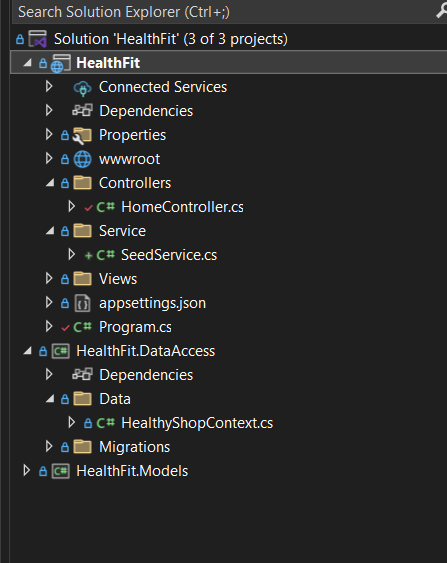 Search Solution Explorer (Ctrl+;)
Solution 'HealthFit' (3 of 3 projects)
HealthFit
Connected Services
Dependencies
Properties
wwwroot
Controllers
C# HomeController.cs
Service
+ C# SeedService.cs
Views
appsettings.json
C# Program.cs
C# HealthFit.DataAccess
Dependencies
Data
C# HealthyShopContext.cs
Migrations
C# HealthFit.Models